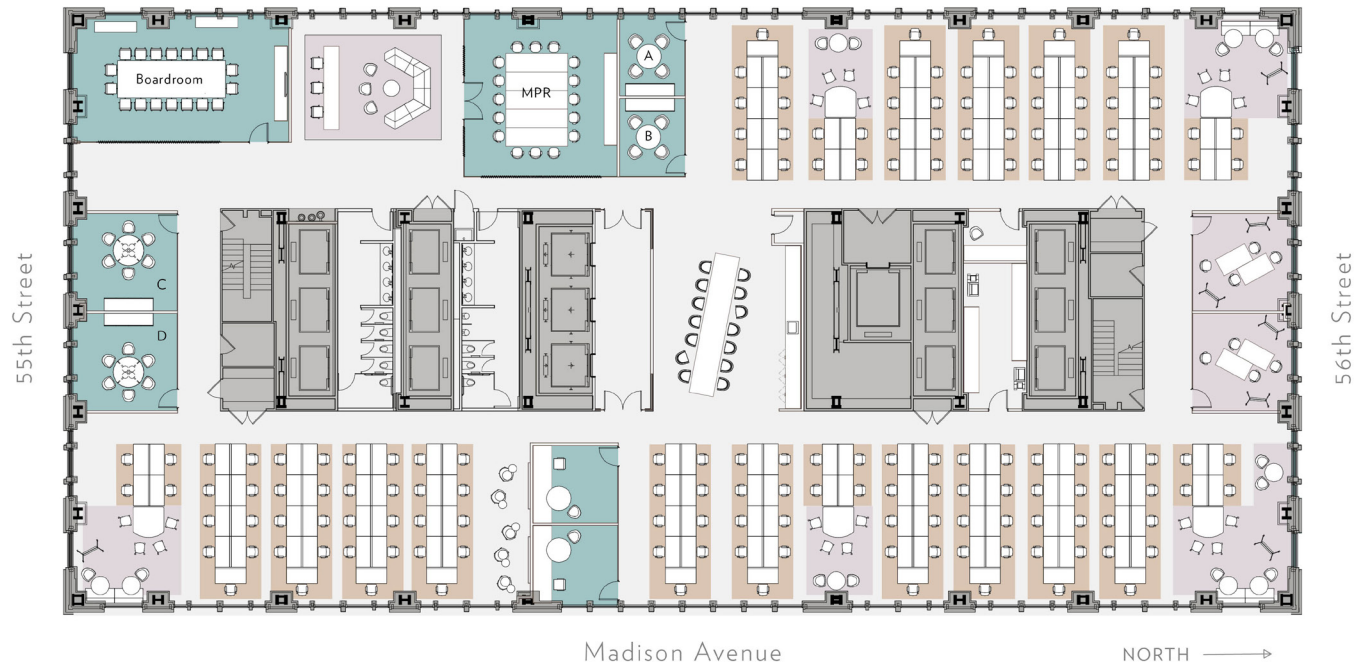 Boardroom
MPR
A
B
C
D
55th Street
56th Street
Madison Avenue
NORTH